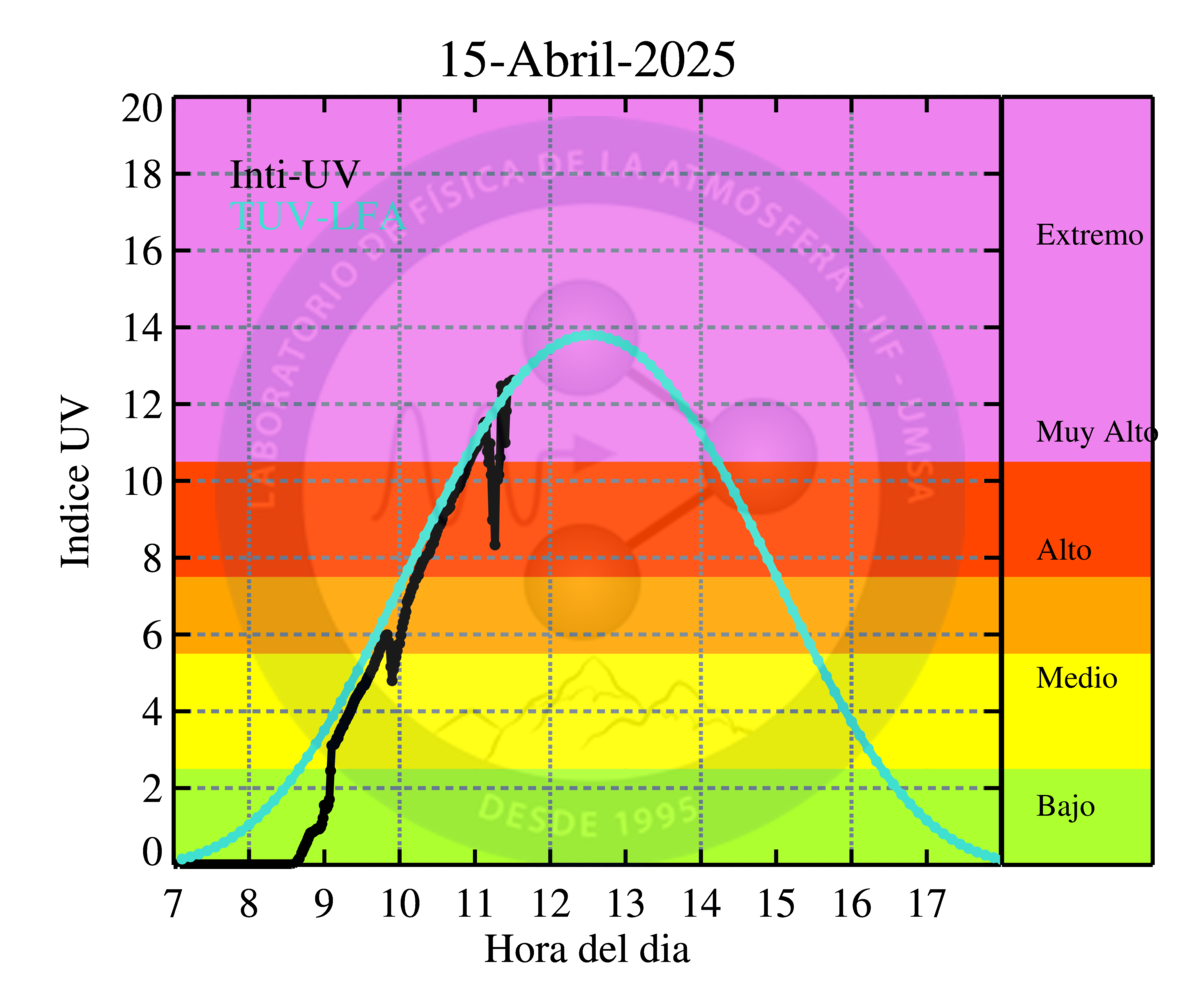 15-Abril-2025
20
18
16
14
12
10
8
6
4
2
0
Indice UV
Inti-UV
TUV-LFA
LABORATORIO DE FÍSICA DE LA ATMÓSFERA - IIF - UMSA
DESDE 1995
Extremo
Muy Alto
Alto
Medio
Bajo
7 8 9 10 11 12 13 14 15 16 17
Hora del dia